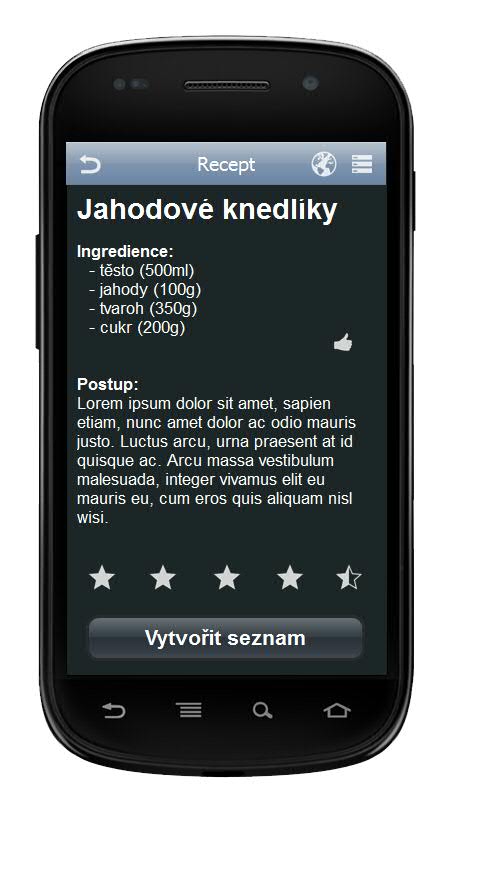 Recept
Jahodové knedlíky
Ingredience:
- těsto (500ml)
- jahody (100g)
- tvaroh (350g)
- cukr (200g)
Postup:
Lorem ipsum dolor sit amet, sapien
etiam, nunc amet dolor ac odio mauris
justo. Luctus arcu, urna praesent at id
quisque ac. Arcu massa vestibulum
malesuada, integer vivamus elit eu
mauris eu, cum eros quis aliquam nisl
wisi.
Vytvořit seznam